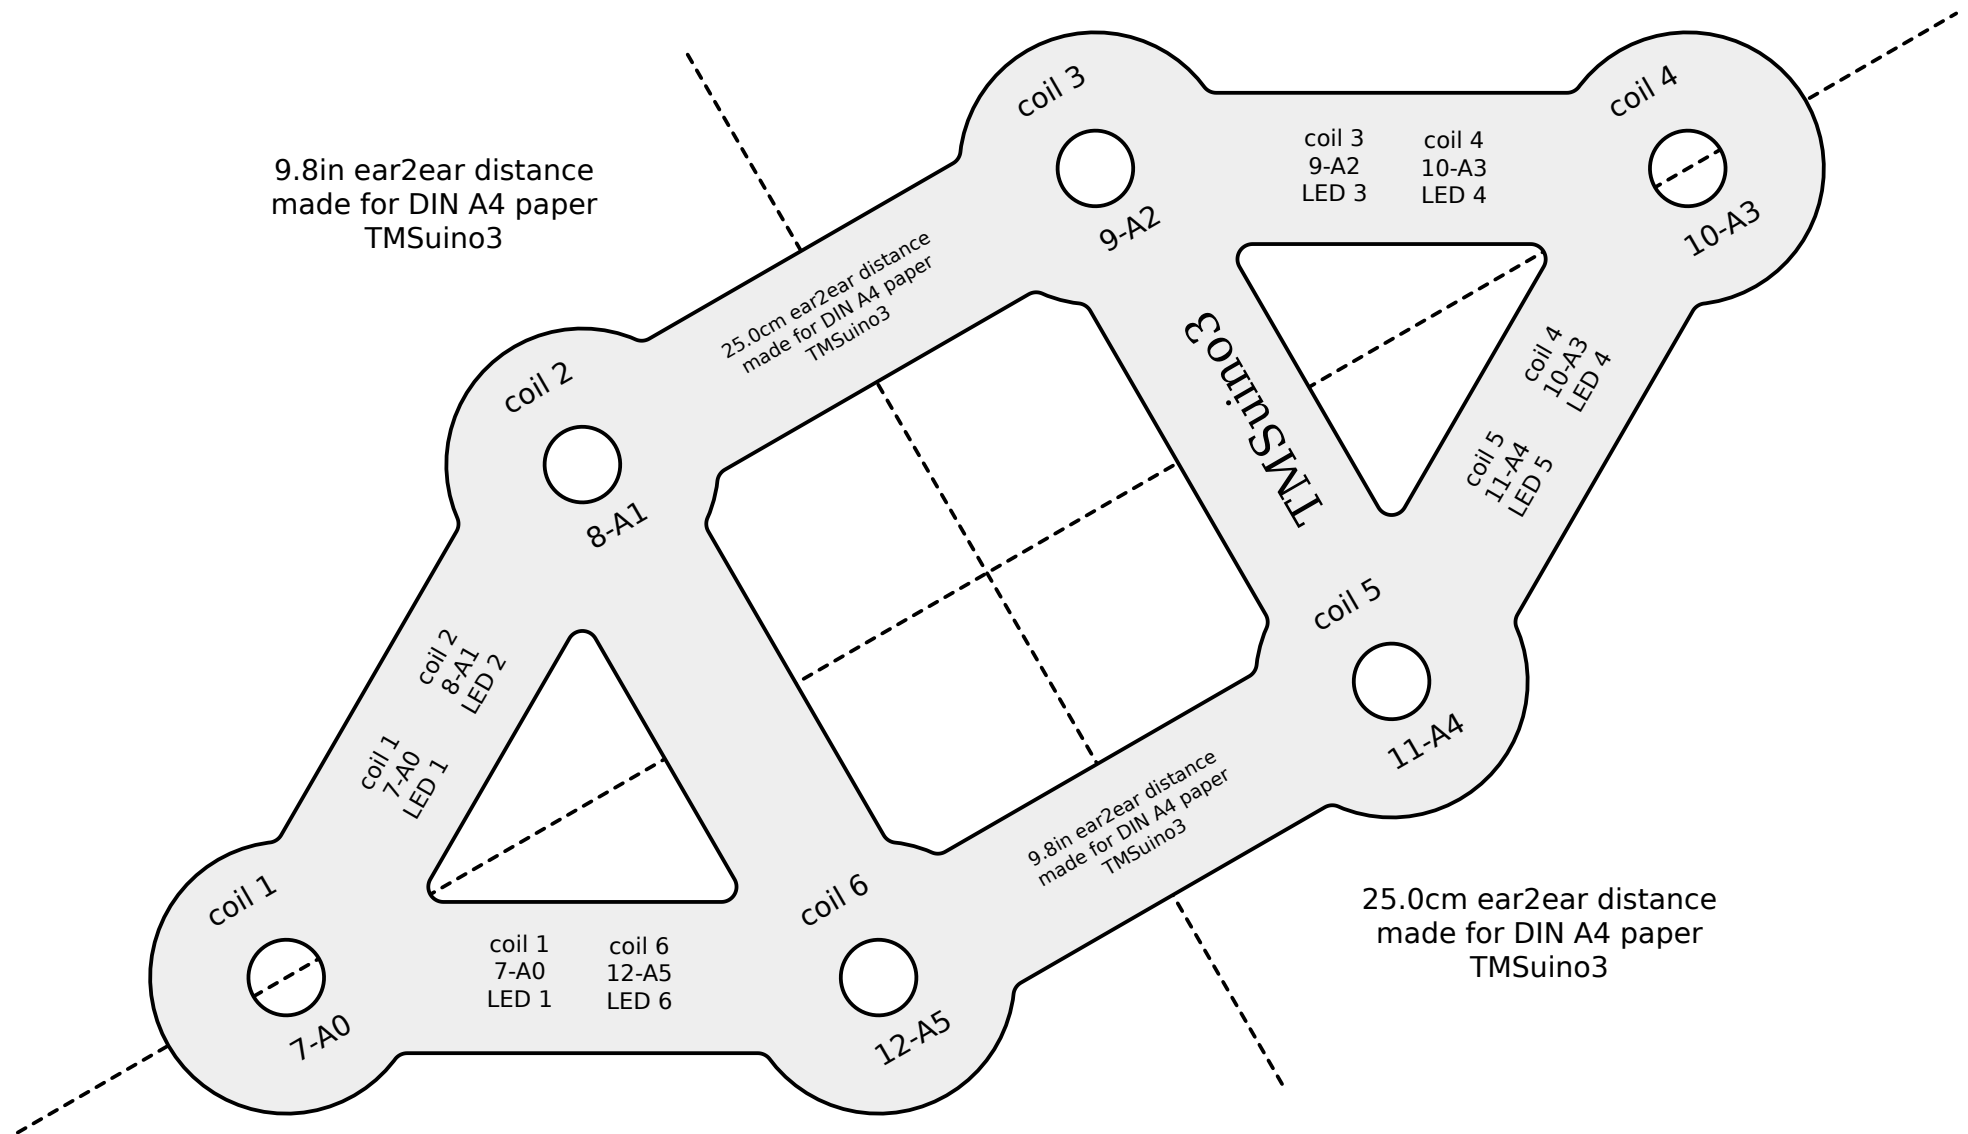 coil 3
coil 4
9.8in ear2ear distance
made for DIN A4 paper
TMSuino3
coil 3
9-A2
LED 3
coil 4
10-A3
LED 4
9-A2
10-A3
25.0cm ear2ear distance
made for DIN A4 paper
TMSuino3
coil 2
8-A1
TMSuino3
coil 4
10-A3
LED 4
coil 5
11-A4
LED 5
coil 5
11-A4
coil 2
8-A1
LED 2
coil 1
7-A0
LED 1
9.8in ear2ear distance
made for DIN A4 paper
TMSuino3
coil 1
7-A0
coil 6
12-A5
coil 1
7-A0
LED 1
coil 6
12-A5
LED 6
25.0cm ear2ear distance
made for DIN A4 paper
TMSuino3